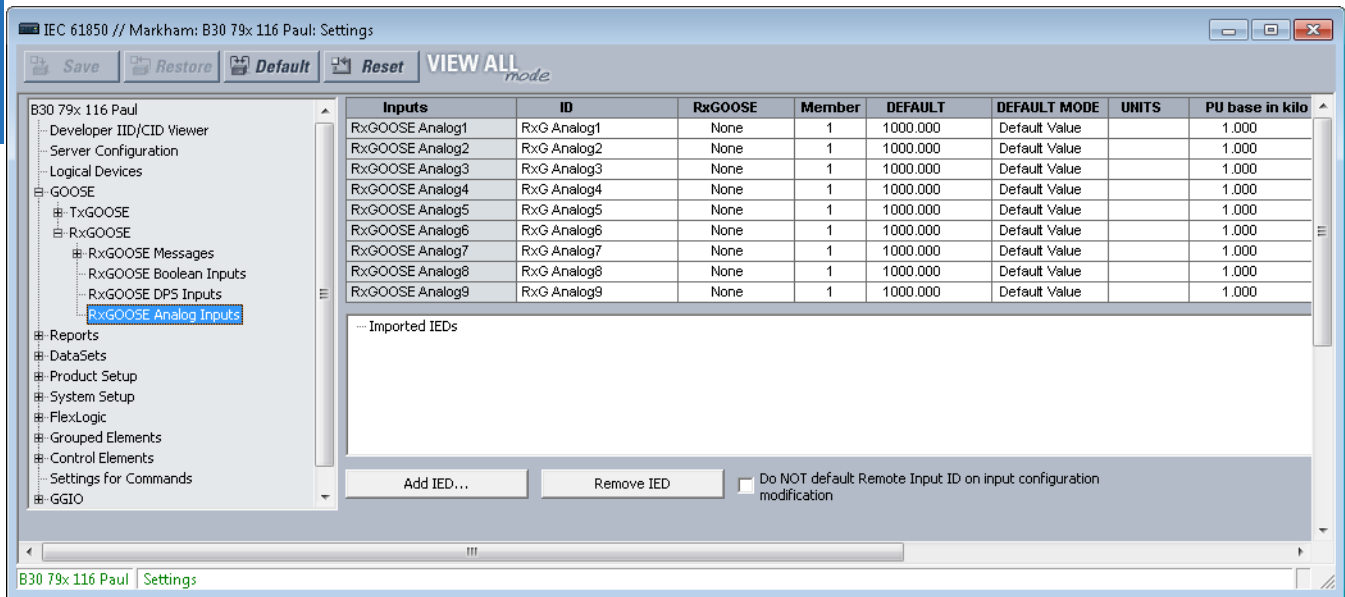 IEC 61850 // Markham: B30 79x 116 Paul: Settings
Save Restore Default Reset VIEW ALL mode
B30 79x 116 Paul
Developer IID/CID Viewer
Server Configuration
Logical Devices
GOOSE
TxGOOSE
RxGOOSE
RxGOOSE Messages
RxGOOSE Boolean Inputs
RxGOOSE DPS Inputs
RxGOOSE Analog Inputs
Reports
DataSets
Product Setup
System Setup
FlexLogic
Grouped Elements
Control Elements
Settings for Commands
GGIO
Inputs ID RxGOOSE Member DEFAULT DEFAULT MODE UNITS PU base in kilo
RxGOOSE Analog1 RxG Analog1 None 1 1000.000 Default Value 1.000
RxGOOSE Analog2 RxG Analog2 None 1 1000.000 Default Value 1.000
RxGOOSE Analog3 RxG Analog3 None 1 1000.000 Default Value 1.000
RxGOOSE Analog4 RxG Analog4 None 1 1000.000 Default Value 1.000
RxGOOSE Analog5 RxG Analog5 None 1 1000.000 Default Value 1.000
RxGOOSE Analog6 RxG Analog6 None 1 1000.000 Default Value 1.000
RxGOOSE Analog7 RxG Analog7 None 1 1000.000 Default Value 1.000
RxGOOSE Analog8 RxG Analog8 None 1 1000.000 Default Value 1.000
RxGOOSE Analog9 RxG Analog9 None 1 1000.000 Default Value 1.000
Imported IEDs
Add IED... Remove IED Do NOT default Remote Input ID on input configuration
modification
B30 79x 116 Paul Settings